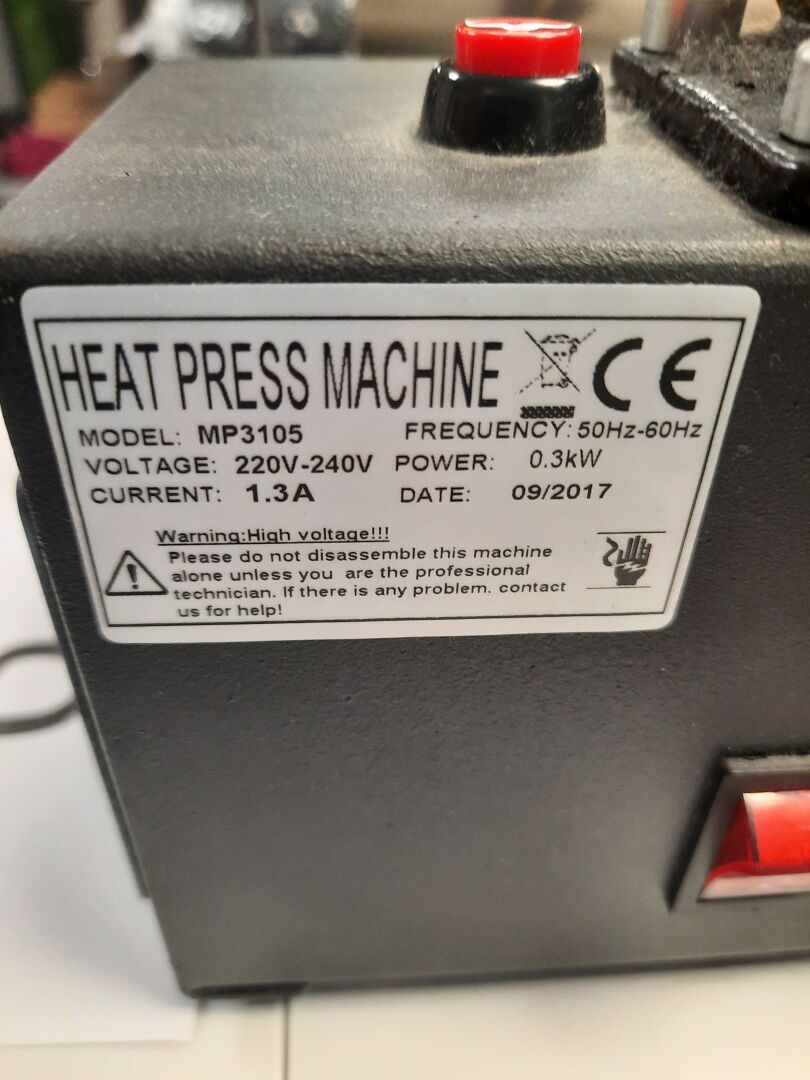 HEAT PRESS MACHINE CE
MODEL: MP3105 FREQUENCY: 50Hz-60Hz
VOLTAGE: 220V-240V POWER: 0.3kW
CURRENT: 1.3A DATE: 09/2017
Warning:High voltage!!!
Please do not disassemble this machine
alone unless you are the professional
technician. If there is any problem. contact
us for help!